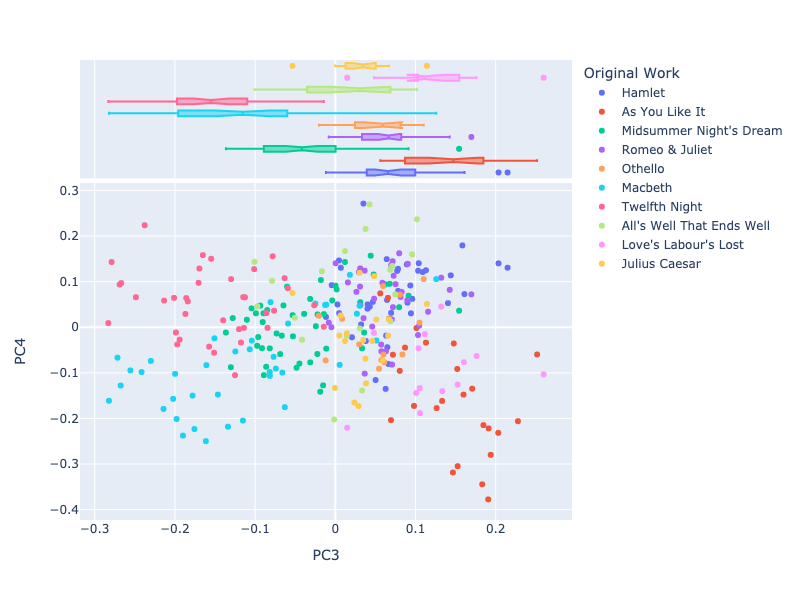 Original Work
Hamlet
As You Like It
Midsummer Night's Dream
Romeo & Juliet
Othello
Macbeth
Twelfth Night
All's Well That Ends Well
Love's Labour's Lost
Julius Caesar
0.3
0.2
0.1
0
−0.1
−0.2
−0.3
−0.4
PC4
−0.3 −0.2 −0.1 0 0.1 0.2
PC3